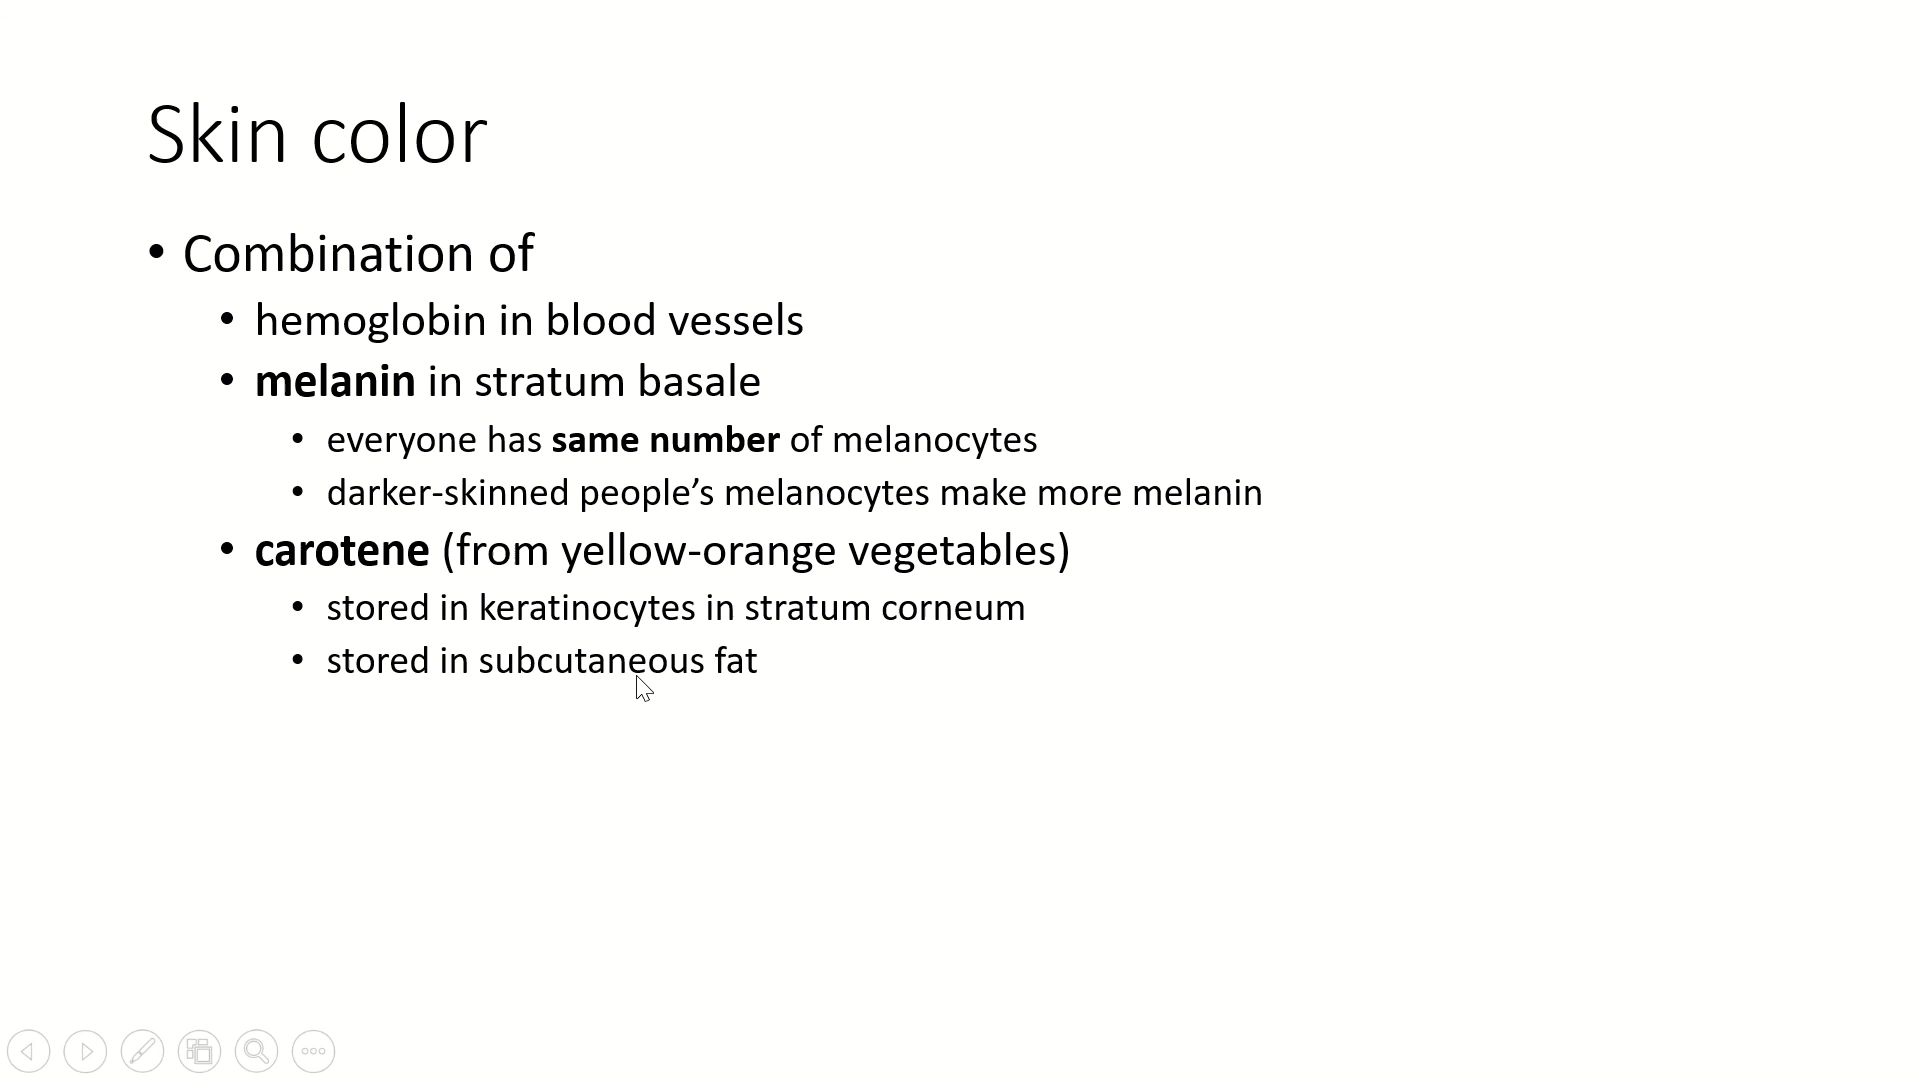 Skin color
• Combination of
• hemoglobin in blood vessels
• melanin in stratum basale
• everyone has same number of melanocytes
• darker-skinned people’s melanocytes make more melanin
• carotene (from yellow-orange vegetables)
• stored in keratinocytes in stratum corneum
• stored in subcutaneous fat